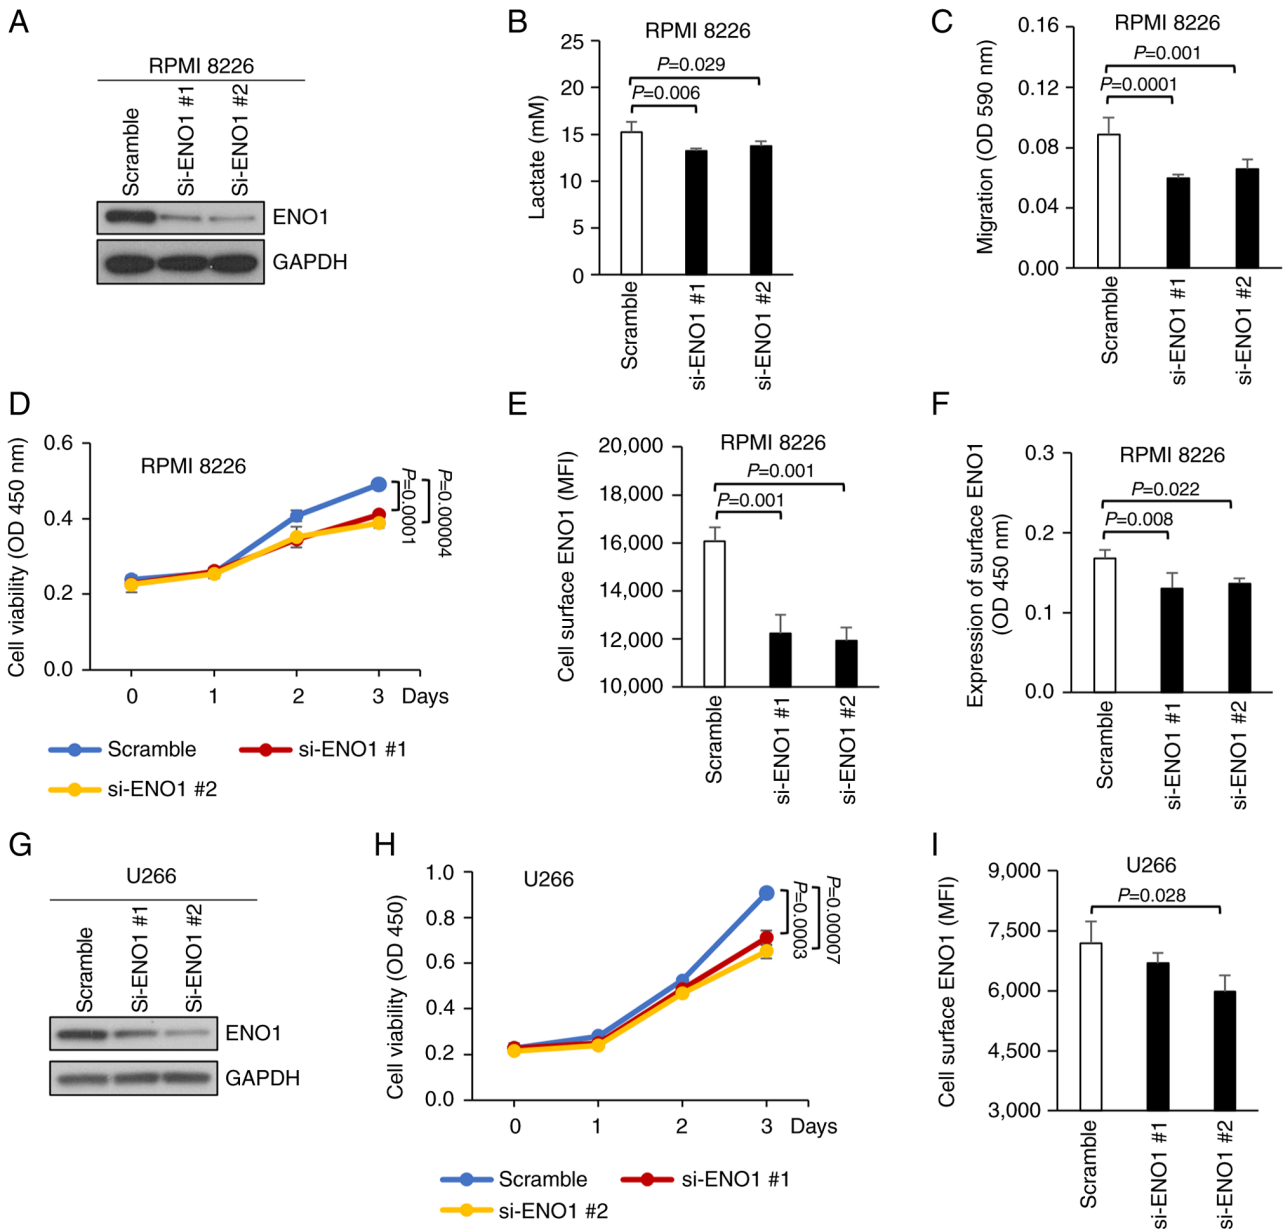 A
RPMI 8226
Scramble
Si-ENO1 #1
Si-ENO1 #2
ENO1
GAPDH
B
RPMI 8226
P=0.029
P=0.006
Lactate (mM)
25
20
15
10
5
0
Scramble
si-ENO1 #1
si-ENO1 #2
C
RPMI 8226
P=0.001
P=0.0001
Migration (OD 590 nm)
0.16
0.12
0.08
0.04
0.00
Scramble
si-ENO1 #1
si-ENO1 #2
D
RPMI 8226
Cell viability (OD 450 nm)
0.6
0.4
0.2
0.0
P=0.0001
P=0.00004
0 1 2 3 Days
Scramble
si-ENO1 #1
si-ENO1 #2
E
RPMI 8226
P=0.001
P=0.001
Cell surface ENO1 (MFI)
20,000
18,000
16,000
14,000
12,000
10,000
Scramble
si-ENO1 #1
si-ENO1 #2
F
RPMI 8226
P=0.022
P=0.008
Expression of surface ENO1
(OD 450 nm)
0.3
0.2
0.1
0.0
Scramble
si-ENO1 #1
si-ENO1 #2
G
U266
Scramble
Si-ENO1 #1
Si-ENO1 #2
ENO1
GAPDH
H
U266
Cell viability (OD 450)
1.0
0.8
0.6
0.4
0.2
0.0
P=0.0003
P=0.00007
0 1 2 3 Days
Scramble
si-ENO1 #1
si-ENO1 #2
I
U266
P=0.028
Cell surface ENO1 (MFI)
9,000
7,500
6,000
4,500
3,000
Scramble
si-ENO1 #1
si-ENO1 #2